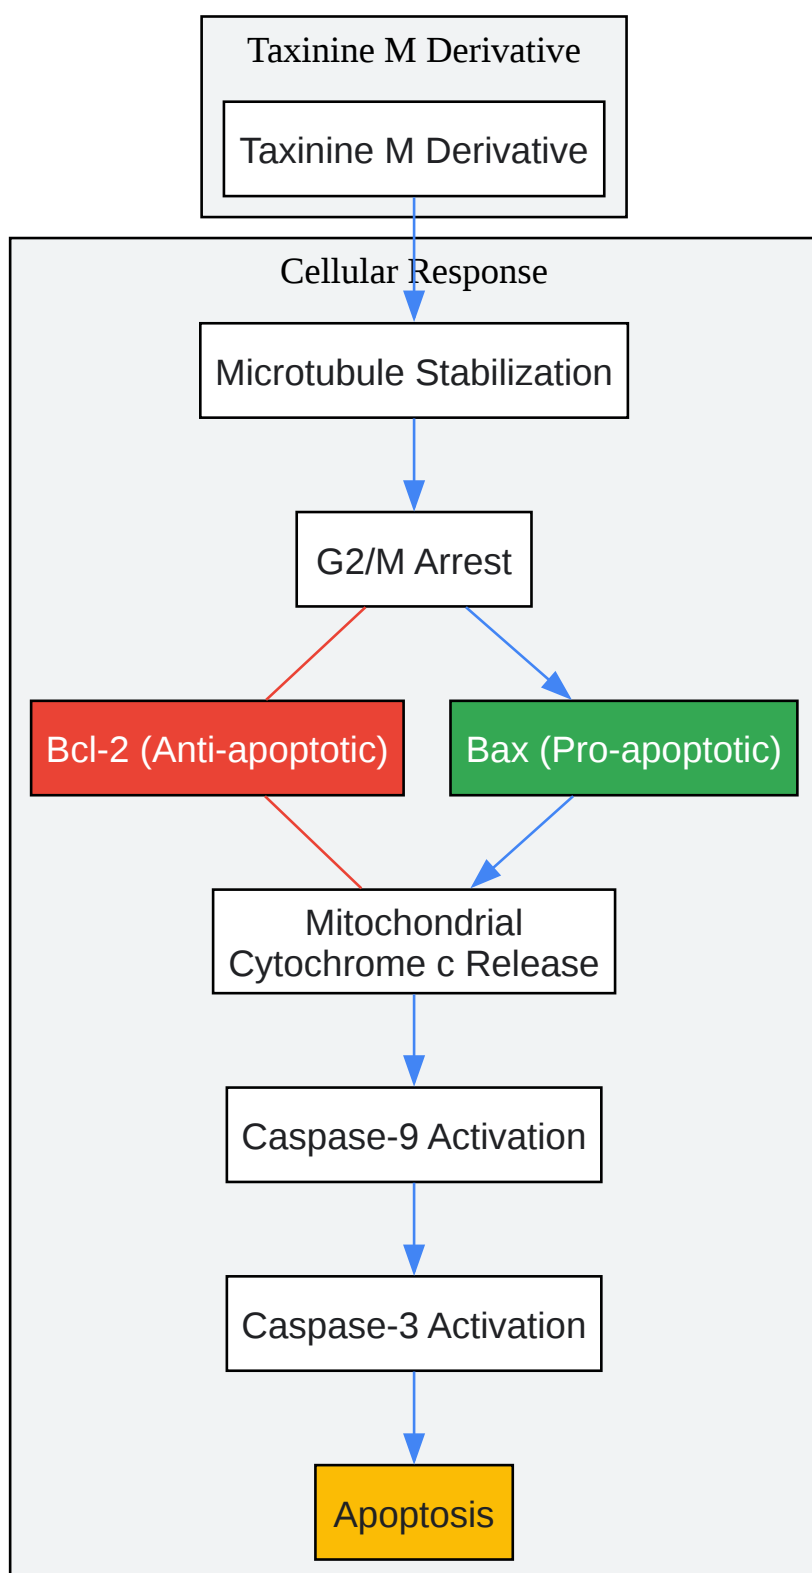 Taxinine M Derivative
Taxinine M Derivative
Cellular Response
Microtubule Stabilization
G2/M Arrest
Bcl-2 (Anti-apoptotic)
Bax (Pro-apoptotic)
Mitochondrial
Cytochrome c Release
Caspase-9 Activation
Caspase-3 Activation
Apoptosis